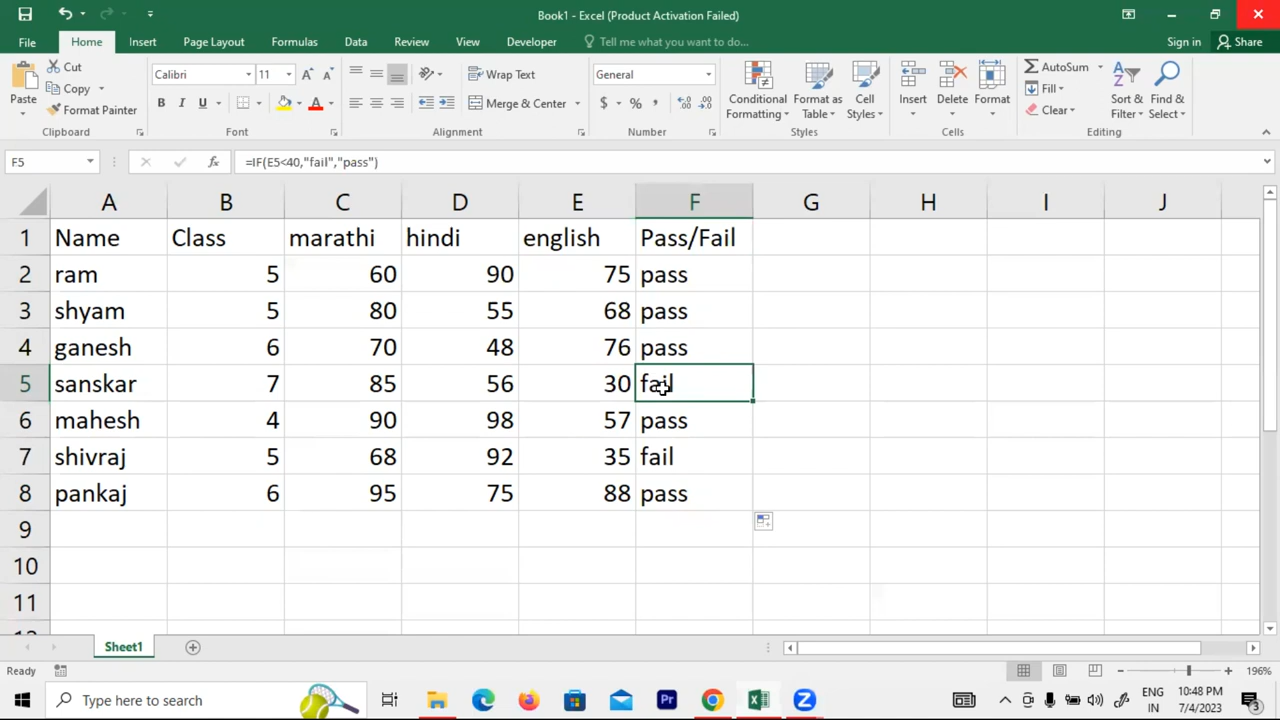 Book1 - Excel (Product Activation Failed)
File Home Insert Page Layout Formulas Data Review View Developer Tell me what you want to do... Sign in Share
Paste
Cut
Copy
Format Painter
Clipboard
Calibri 11
B I U
Font
Wrap Text
Merge & Center
Alignment
General
$ % ,
Number
Conditional Formatting
Format as Table
Cell Styles
Styles
Insert
Delete
Format
Cells
AutoSum
Fill
Clear
Sort & Filter
Find & Select
Editing
F5 fx =IF(E5<40,"fail","pass")
A B C D E F G H I J
1 Name Class marathi hindi english Pass/Fail
2 ram 5 60 90 75 pass
3 shyam 5 80 55 68 pass
4 ganesh 6 70 48 76 pass
5 sanskar 7 85 56 30 fail
6 mahesh 4 90 98 57 pass
7 shivraj 5 68 92 35 fail
8 pankaj 6 95 75 88 pass
9
10
11
12
Sheet1
Ready 196%
Type here to search
ENG
IN
10:48 PM
7/4/2023
3